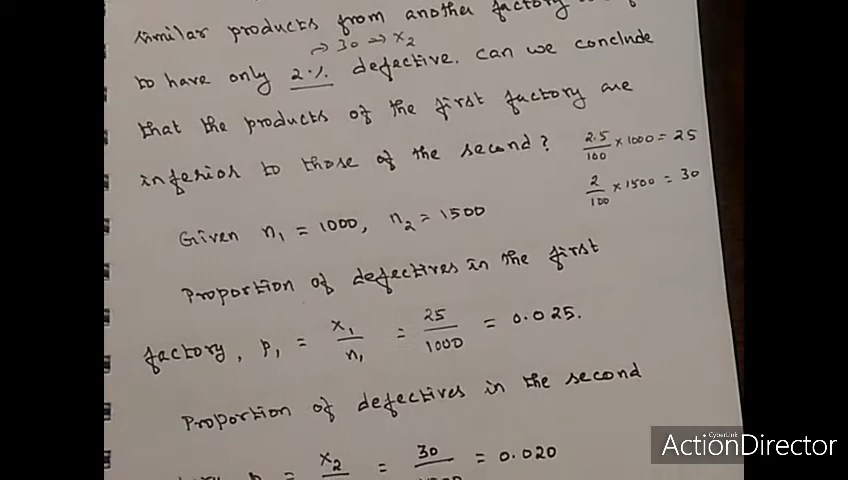 similar products from another factory
→ 30 → x₂
to have only 2·/. defective. can we conclude
that the products of the first factory are
inferior to those of the second?
2.5/100 × 1000 = 25
2/100 × 1500 = 30
Given n₁ = 1000, n₂ = 1500
Proportion of defectives in the first
factory, p₁ = x₁/n₁ = 25/1000 = 0.025.
Proportion of defectives in the second
x₂ = 30 = 0.020
CyberLink
ActionDirector